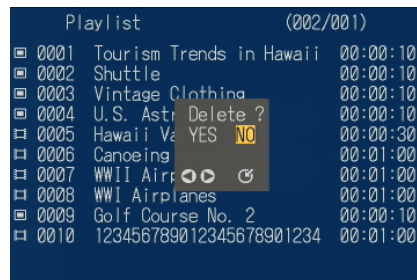 Playlist (002/001)
0001 Tourism Trends in Hawaii 00:00:10
0002 Shuttle 00:00:10
0003 Vintage Clothing 00:00:10
0004 U.S. Astr 00:00:10
Delete ?
0005 Hawaii Va 00:00:30
YES NO
0006 Canoeing 00:01:00
0007 WWII Airp 00:01:00
0008 WWI Airplanes 00:01:00
0009 Golf Course No. 2 00:00:10
0010 123456789012345678901234 00:01:00